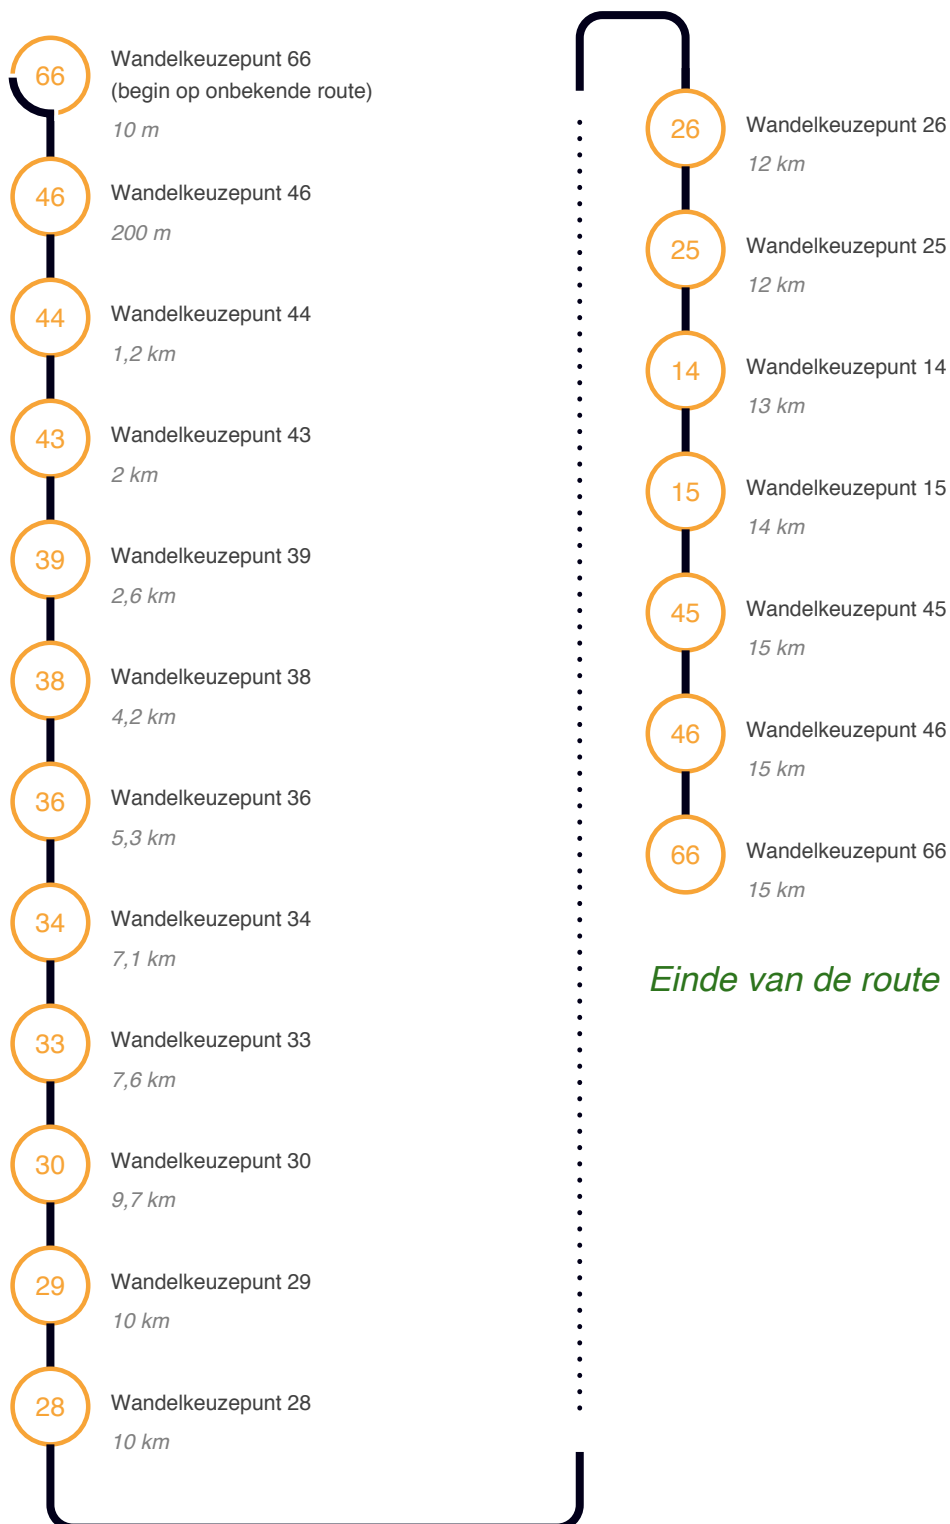 66
Wandelkeuzepunt 66
(begin op onbekende route)
10 m
46
Wandelkeuzepunt 46
200 m
44
Wandelkeuzepunt 44
1,2 km
43
Wandelkeuzepunt 43
2 km
39
Wandelkeuzepunt 39
2,6 km
38
Wandelkeuzepunt 38
4,2 km
36
Wandelkeuzepunt 36
5,3 km
34
Wandelkeuzepunt 34
7,1 km
33
Wandelkeuzepunt 33
7,6 km
30
Wandelkeuzepunt 30
9,7 km
29
Wandelkeuzepunt 29
10 km
28
Wandelkeuzepunt 28
10 km
26
Wandelkeuzepunt 26
12 km
25
Wandelkeuzepunt 25
12 km
14
Wandelkeuzepunt 14
13 km
15
Wandelkeuzepunt 15
14 km
45
Wandelkeuzepunt 45
15 km
46
Wandelkeuzepunt 46
15 km
66
Wandelkeuzepunt 66
15 km
Einde van de route